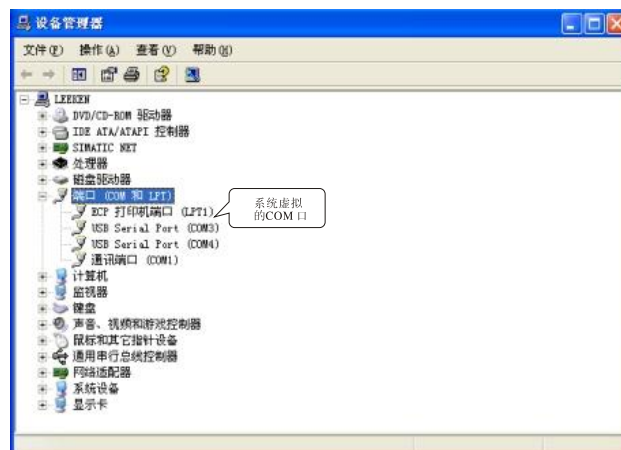 设备管理器
文件(F) 操作(A) 查看(V) 帮助(H)
LEEKEN
DVD/CD-ROM 驱动器
IDE ATA/ATAPI 控制器
SIMATIC NET
处理器
磁盘驱动器
端口 (COM 和 LPT)
ECP 打印机端口 (LPT1)
USB Serial Port (COM3)
USB Serial Port (COM4)
通讯端口 (COM1)
系统虚拟
的COM 口
计算机
监视器
键盘
声音、视频和游戏控制器
鼠标和其它指针设备
通用串行总线控制器
网络适配器
系统设备
显示卡